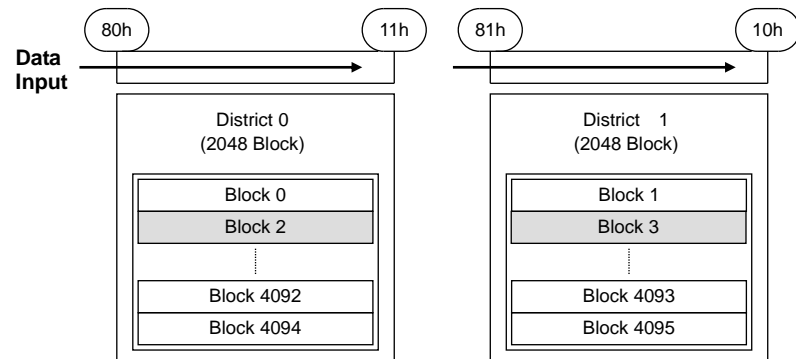 80h
11h
81h
10h
Data
Input
District 0
(2048 Block)
Block 0
Block 2
Block 4092
Block 4094
District 1
(2048 Block)
Block 1
Block 3
Block 4093
Block 4095